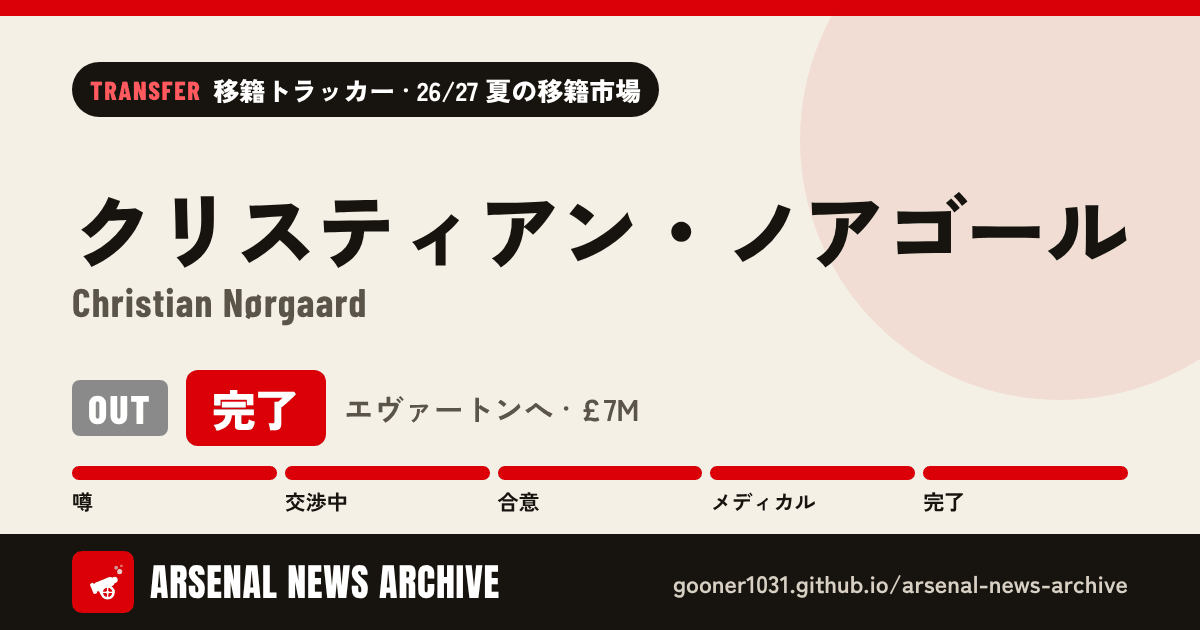 TRANSFER 移籍トラッカー · 26/27 夏の移籍市場
クリスティアン・ノアゴール
Christian Nørgaard
OUT 完了 エヴァートンへ · £7M
噂 交渉中 合意 メディカル 完了
ARSENAL NEWS ARCHIVE gooner1031.github.io/arsenal-news-archive